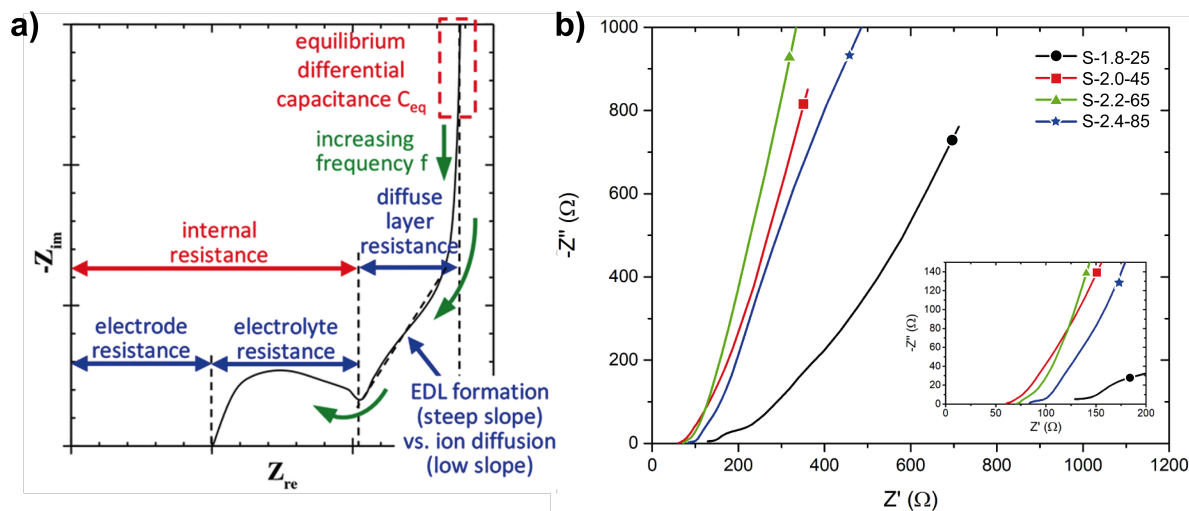 a)
equilibrium
differential
capacitance Ceq
increasing
frequency f
diffuse
layer
resistance
internal
resistance
electrode
resistance
electrolyte
resistance
EDL formation
(steep slope)
vs. ion diffusion
(low slope)
-Zim
Zre
b)
1000
800
600
400
200
0
-Z'' (Ω)
0 200 400 600 800 1000 1200
Z' (Ω)
S-1.8-25
S-2.0-45
S-2.2-65
S-2.4-85
140
120
100
80
60
40
20
0
-Z'' (Ω)
0 50 100 150 200
Z' (Ω)